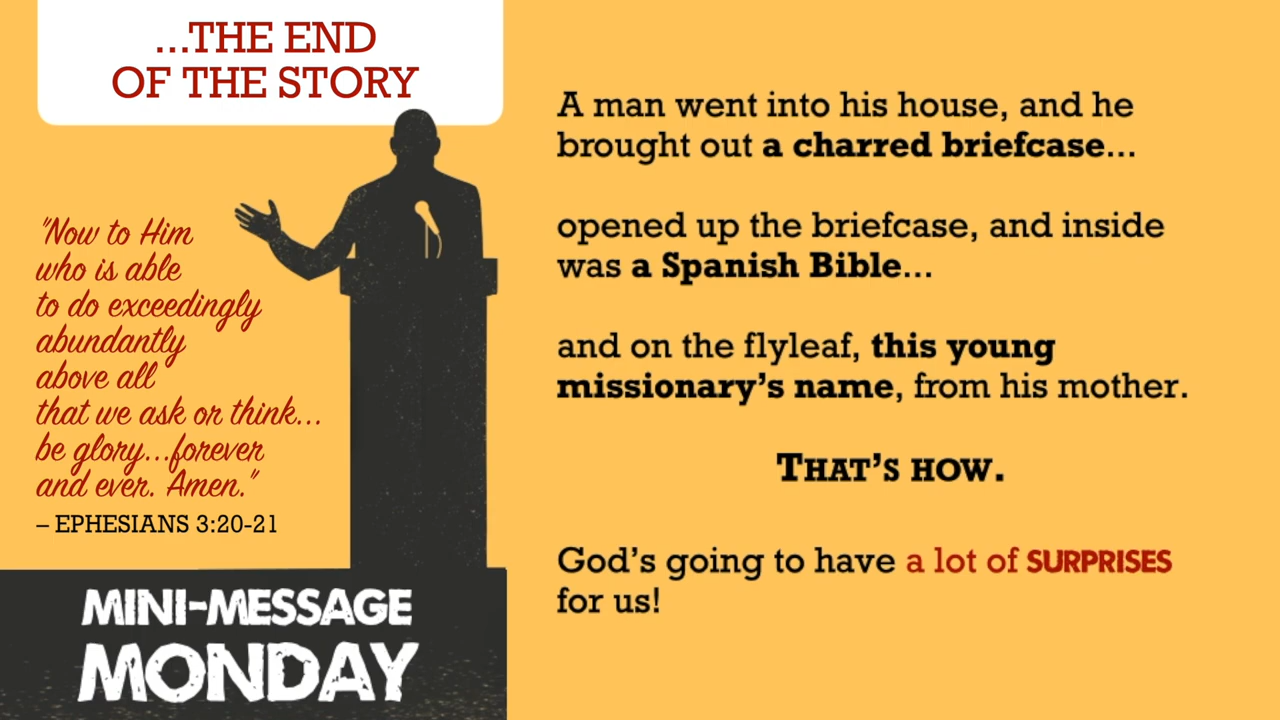 ...THE END
OF THE STORY
"Now to Him
who is able
to do exceedingly
abundantly
above all
that we ask or think...
be glory...forever
and ever. Amen."
– EPHESIANS 3:20-21
MINI-MESSAGE
MONDAY
A man went into his house, and he
brought out a charred briefcase...
opened up the briefcase, and inside
was a Spanish Bible...
and on the flyleaf, this young
missionary's name, from his mother.
THAT'S HOW.
God's going to have a lot of SURPRISES
for us!